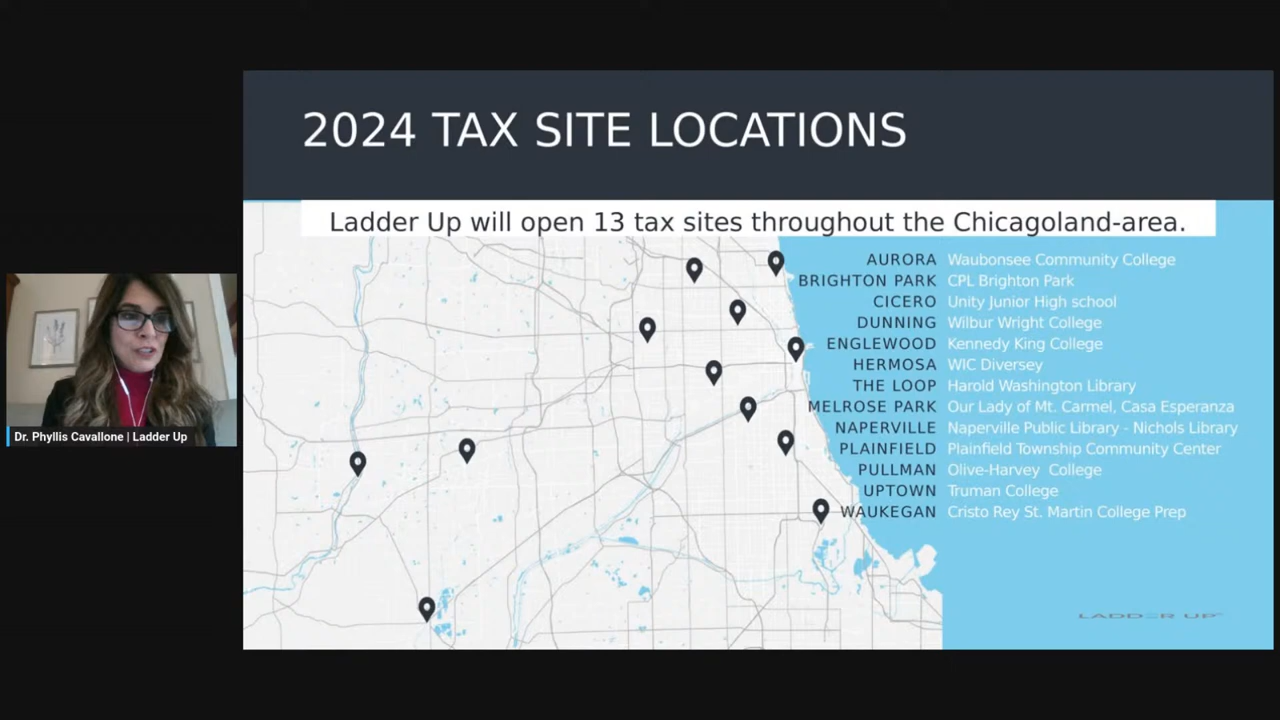 2024 TAX SITE LOCATIONS
Ladder Up will open 13 tax sites throughout the Chicagoland-area.
AURORA Waubonsee Community College
BRIGHTON PARK CPL Brighton Park
CICERO Unity Junior High school
DUNNING Wilbur Wright College
ENGLEWOOD Kennedy King College
HERMOSA WIC Diversey
THE LOOP Harold Washington Library
MELROSE PARK Our Lady of Mt. Carmel, Casa Esperanza
NAPERVILLE Naperville Public Library - Nichols Library
PLAINFIELD Plainfield Township Community Center
PULLMAN Olive-Harvey College
UPTOWN Truman College
WAUKEGAN Cristo Rey St. Martin College Prep
LADDER UP
Dr. Phyllis Cavallone | Ladder Up